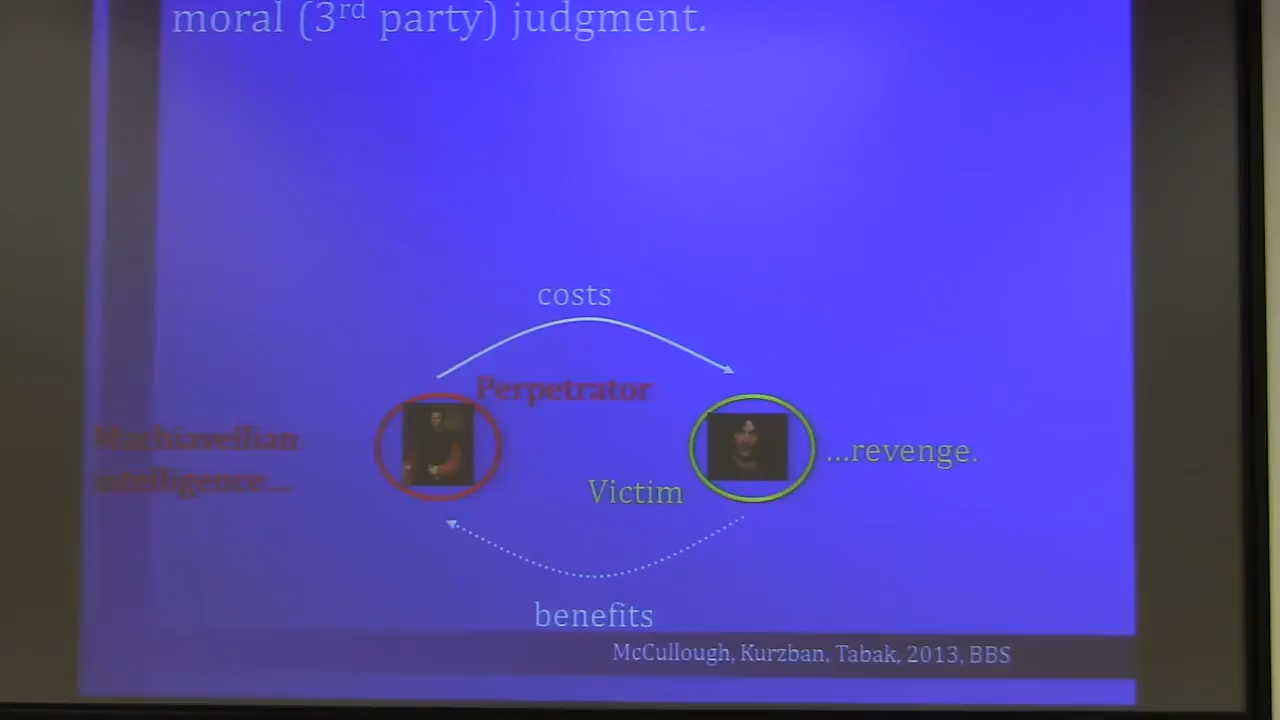 moral (3rd party) judgment.
costs
Perpetrator
Machiavellian
intelligence...
...revenge.
Victim
benefits
McCullough, Kurzban, Tabak, 2013, BBS